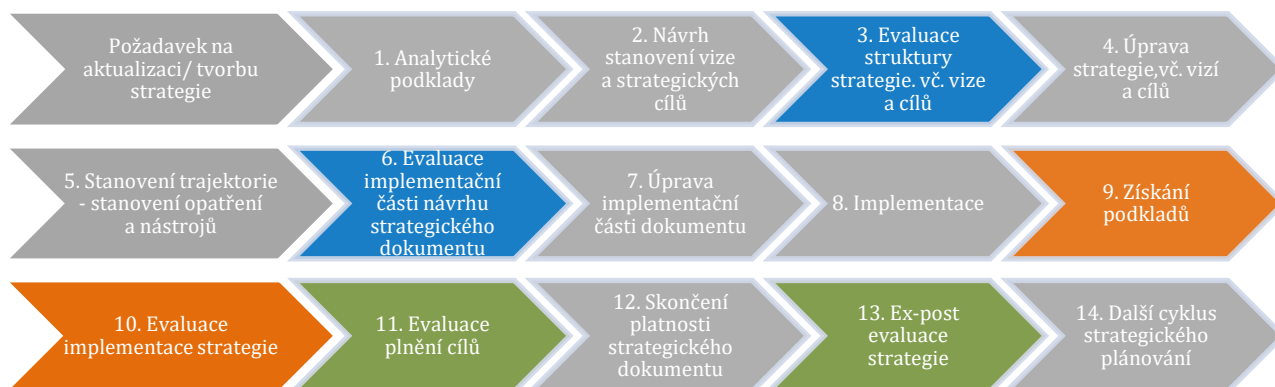 Požadavek na
aktualizaci/ tvorbu
strategie
1. Analytické
podklady
2. Návrh
stanovení vize
a strategických
cílů
3. Evaluace
struktury
strategie. vč. vize
a cílů
4. Úprava
strategie,vč. vizí
a cílů
5. Stanovení trajektorie
- stanovení opatření
a nástrojů
6. Evaluace
implementační
části návrhu
strategického
dokumentu
7. Úprava
implementační
části dokumentu
8. Implementace
9. Získání
podkladů
10. Evaluace
implementace strategie
11. Evaluace
plnění cílů
12. Skončení
platnosti
strategického
dokumentu
13. Ex-post
evaluace
strategie
14. Další cyklus
strategického
plánování